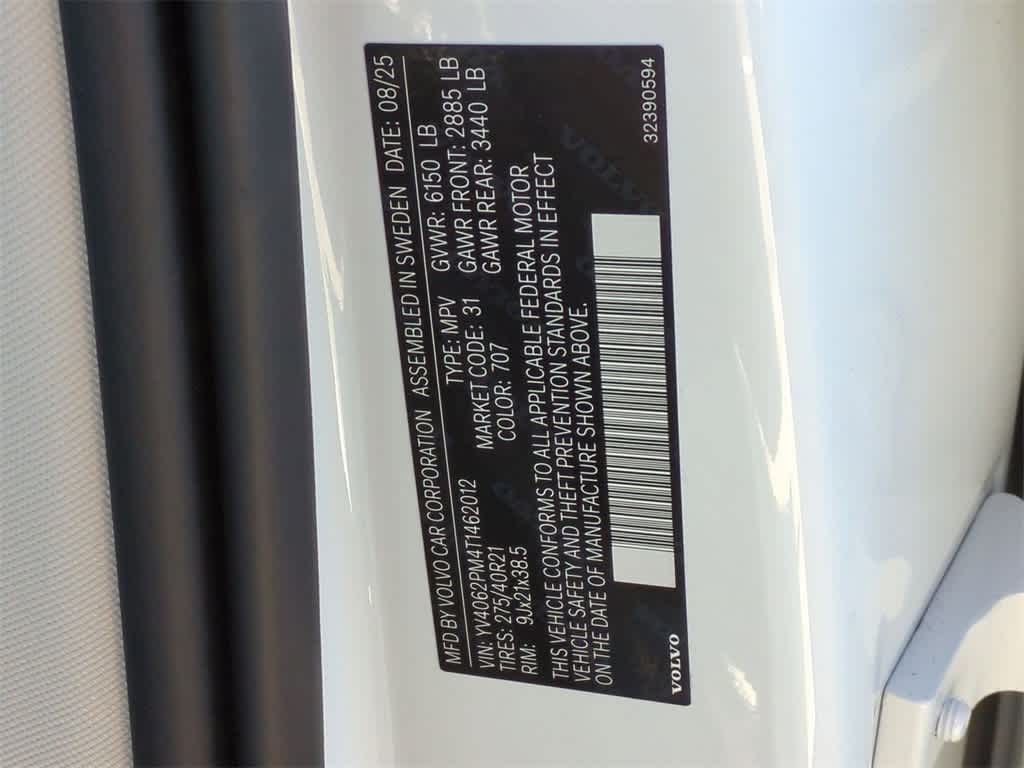 MFD BY VOLVO CAR CORPORATION ASSEMBLED IN SWEDEN DATE: 08/25
VIN: YV4062PM4T1462012 TYPE: MPV GVWR: 6150 LB
TIRES: 275/40R21 MARKET CODE: 31 GAWR FRONT: 2885 LB
RIM: 9Jx21x38.5 COLOR: 707 GAWR REAR: 3440 LB
THIS VEHICLE CONFORMS TO ALL APPLICABLE FEDERAL MOTOR
VEHICLE SAFETY AND THEFT PREVENTION STANDARDS IN EFFECT
ON THE DATE OF MANUFACTURE SHOWN ABOVE.
VOLVO 32390594